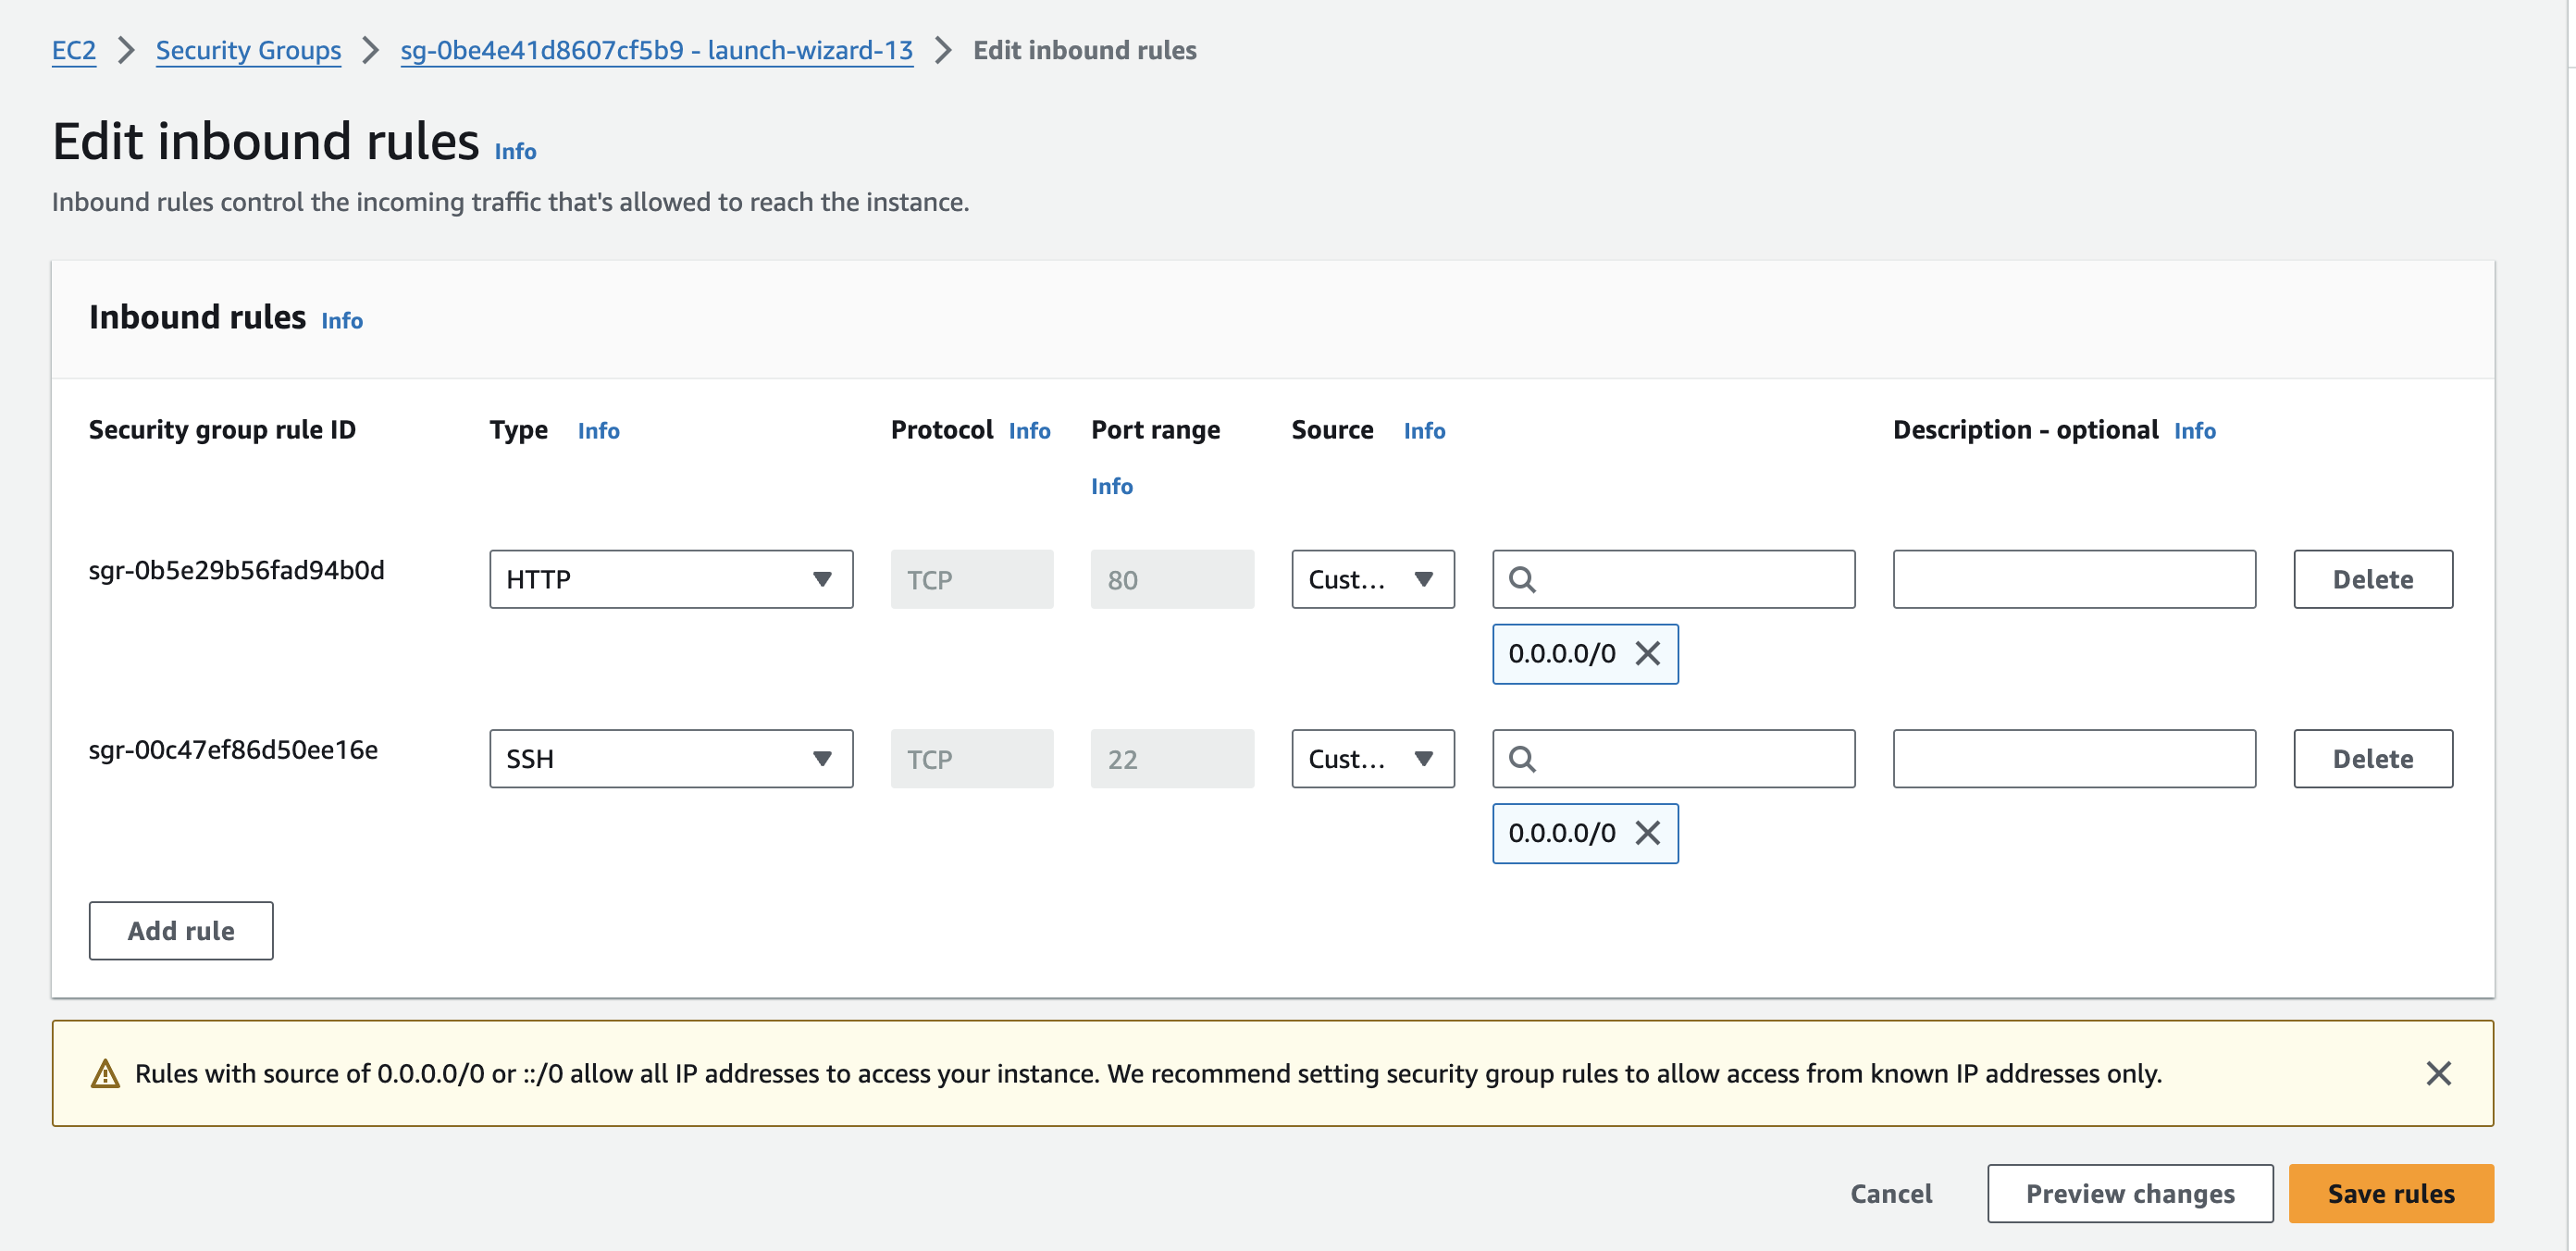 EC2 > Security Groups > sg-0be4e41d8607cf5b9 - launch-wizard-13 > Edit inbound rules
Edit inbound rules Info
Inbound rules control the incoming traffic that's allowed to reach the instance.
Inbound rules Info
Security group rule ID Type Info Protocol Info Port range Source Info Description - optional Info
Info
sgr-0b5e29b56fad94b0d HTTP TCP 80 Cust... Delete
0.0.0.0/0
sgr-00c47ef86d50ee16e SSH TCP 22 Cust... Delete
0.0.0.0/0
Add rule
Rules with source of 0.0.0.0/0 or ::/0 allow all IP addresses to access your instance. We recommend setting security group rules to allow access from known IP addresses only.
Cancel Preview changes Save rules